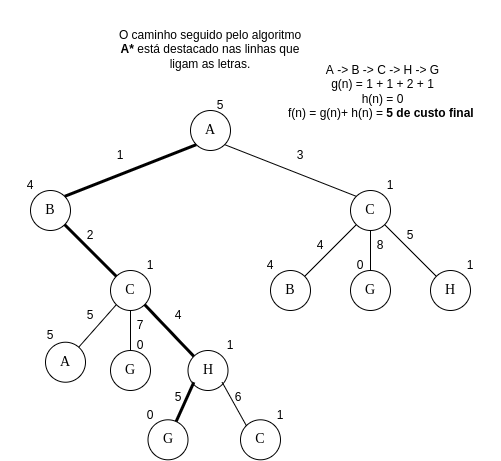 O caminho seguido pelo algoritmo
A* está destacado nas linhas que
ligam as letras.
A -> B -> C -> H -> G
g(n) = 1 + 1 + 2 + 1
h(n) = 0
f(n) = g(n)+ h(n) = 5 de custo final
5
A
1 3
4 1
B C
2 4 8 5
1 4 0 1
C B G H
5 7 4
5 0 1
A G H
5 6
0 1
G C